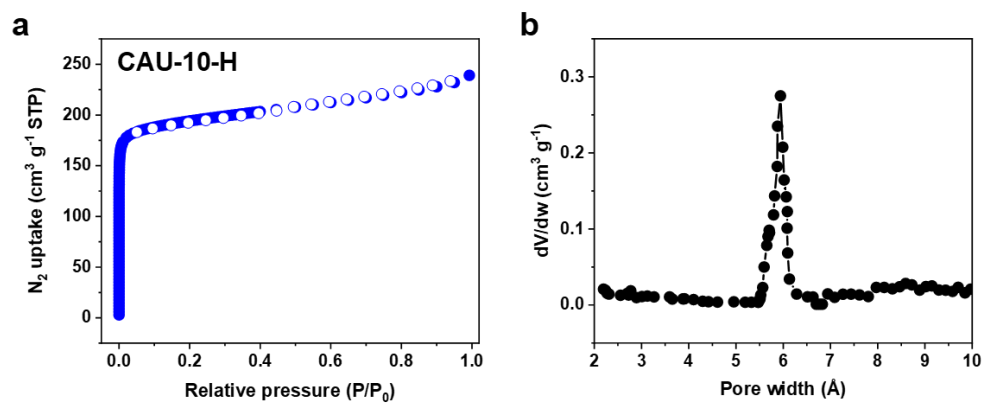 a
CAU-10-H
N₂ uptake (cm³ g⁻¹ STP)
250
200
150
100
50
0
0.0 0.2 0.4 0.6 0.8 1.0
Relative pressure (P/P₀)
b
dV/dw (cm³ g⁻¹)
0.3
0.2
0.1
0.0
2 3 4 5 6 7 8 9 10
Pore width (Å)